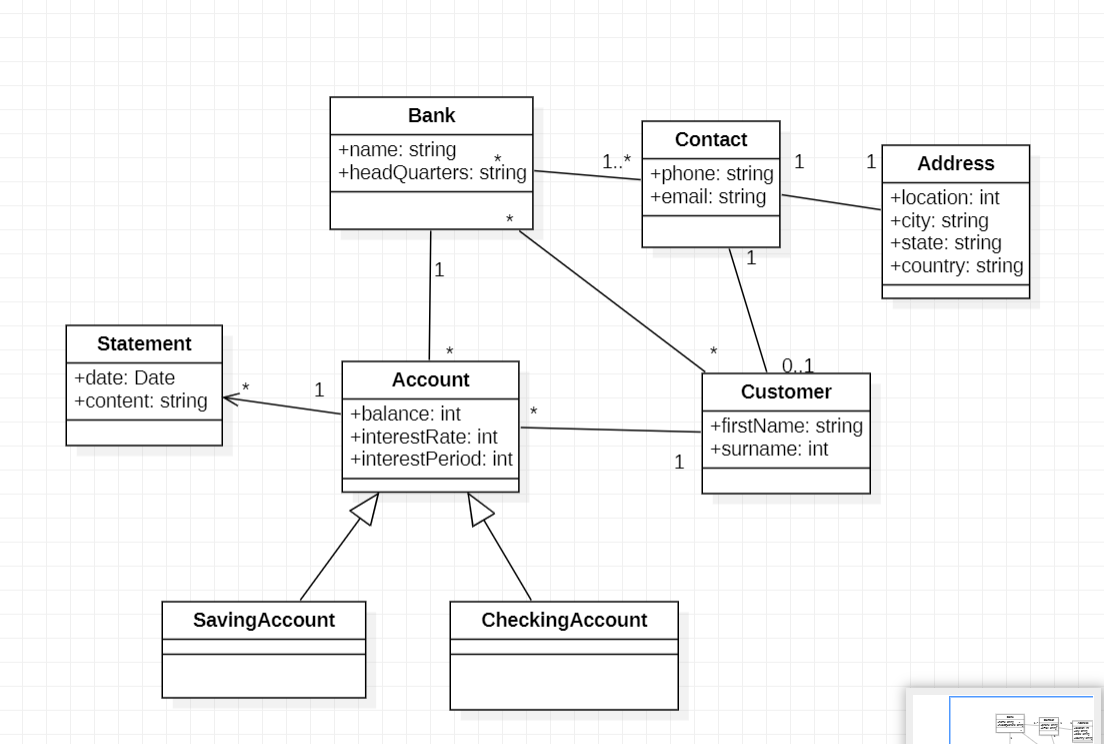 Bank
+name: string
*
+headQuarters: string
*
1..*
Contact
+phone: string
+email: string
1
1
Address
+location: int
+city: string
+state: string
+country: string
1
1
*
*
0..1
Statement
+date: Date
+content: string
*
1
Account
+balance: int
+interestRate: int
+interestPeriod: int
*
1
Customer
+firstName: string
+surname: int
SavingAccount
CheckingAccount